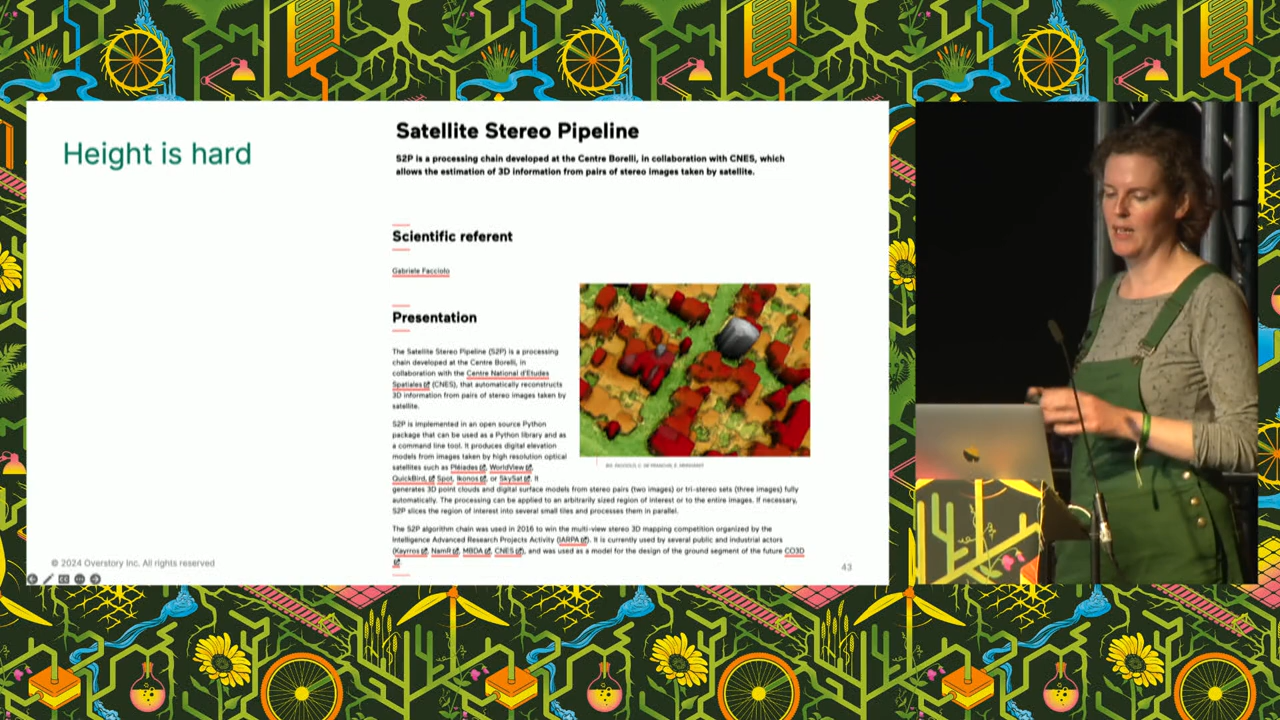 Height is hard
Satellite Stereo Pipeline
S2P is a processing chain developed at the Centre Borelli, in collaboration with CNES, which
allows the estimation of 3D information from pairs of stereo images taken by satellite.
Scientific referent
Gabriele Facciolo
Presentation
The Satellite Stereo Pipeline (S2P) is a processing
chain developed at the Centre Borelli, in
collaboration with the Centre National d'Etudes
Spatiales (CNES), that automatically reconstructs
3D information from pairs of stereo images taken by
satellite.
S2P is implemented in an open source Python
package that can be used as a Python library and as
a command line tool. It produces digital elevation
models from images taken by high resolution optical
satellites such as Pléiades, WorldView,
QuickBird, Spot, Ikonos, or SkySat. It
generates 3D point clouds and digital surface models from stereo pairs (two images) or tri-stereo sets (three images) fully
automatically. The processing can be applied to an arbitrarily sized region of interest or to the entire images. If necessary,
S2P slices the region of interest into several small tiles and processes them in parallel.
The S2P algorithm chain was used in 2016 to win the multi-view stereo 3D mapping competition organized by the
Intelligence Advanced Research Projects Activity (IARPA). It is currently used by several public and industrial actors
(Kayrros, NamR, MBDA, CNES), and was used as a model for the design of the ground segment of the future CO3D
© 2024 Overstory Inc. All rights reserved
43